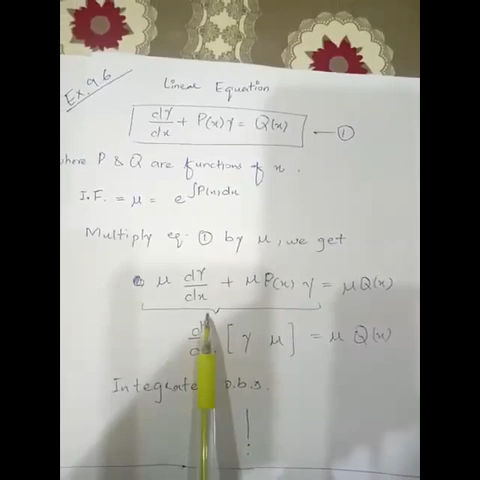 Ex. 9.6
Linear Equation
dy/dx + P(x) y = Q(x) — ①
where P & Q are functions of x.
I.F. = μ = e^∫P(x)dx
Multiply eq. ① by μ, we get
μ dy/dx + μ P(x) y = μ Q(x)
[ y μ ] = μ Q(x)
Integrate o.b.s.